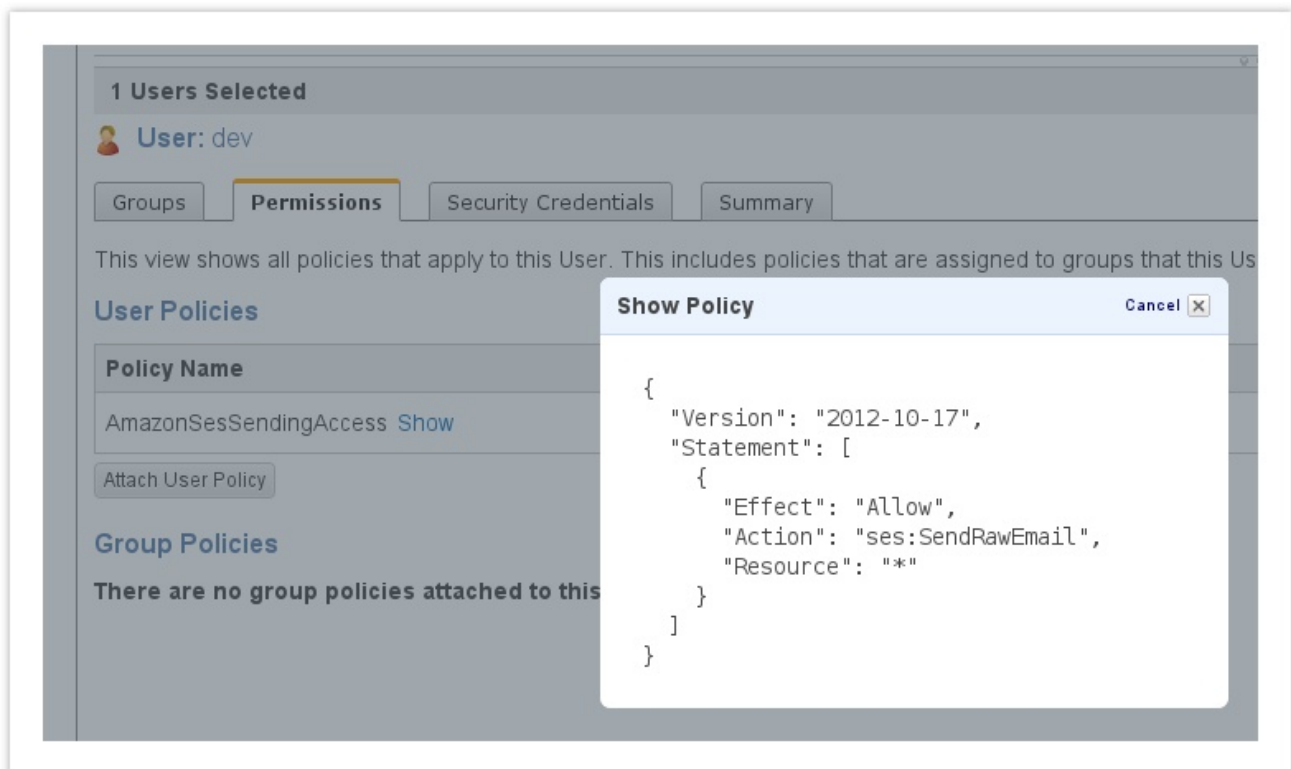 1 Users Selected
User: dev
Groups Permissions Security Credentials Summary
This view shows all policies that apply to this User. This includes policies that are assigned to groups that this Us
User Policies
Policy Name
AmazonSesSendingAccess Show
Attach User Policy
Group Policies
There are no group policies attached to this
Show Policy Cancel
{
"Version": "2012-10-17",
"Statement": [
{
"Effect": "Allow",
"Action": "ses:SendRawEmail",
"Resource": "*"
}
]
}